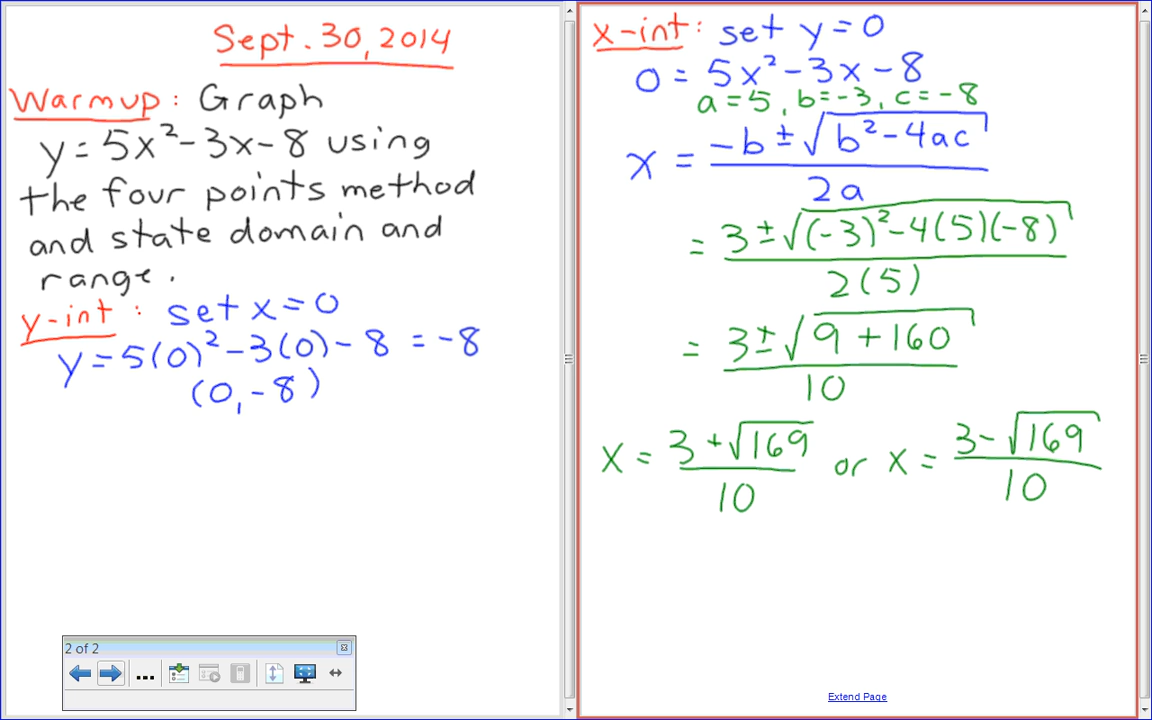 Sept. 30, 2014
Warmup: Graph
y = 5x² - 3x - 8 using
the four points method
and state domain and
range.
y-int: set x = 0
y = 5(0)² - 3(0) - 8 = -8
(0, -8)
2 of 2
x-int: set y = 0
0 = 5x² - 3x - 8
a = 5, b = -3, c = -8
x = (-b ± √(b² - 4ac)) / 2a
= (3 ± √((-3)² - 4(5)(-8))) / 2(5)
= (3 ± √(9 + 160)) / 10
x = (3 + √169) / 10 or x = (3 - √169) / 10
Extend Page